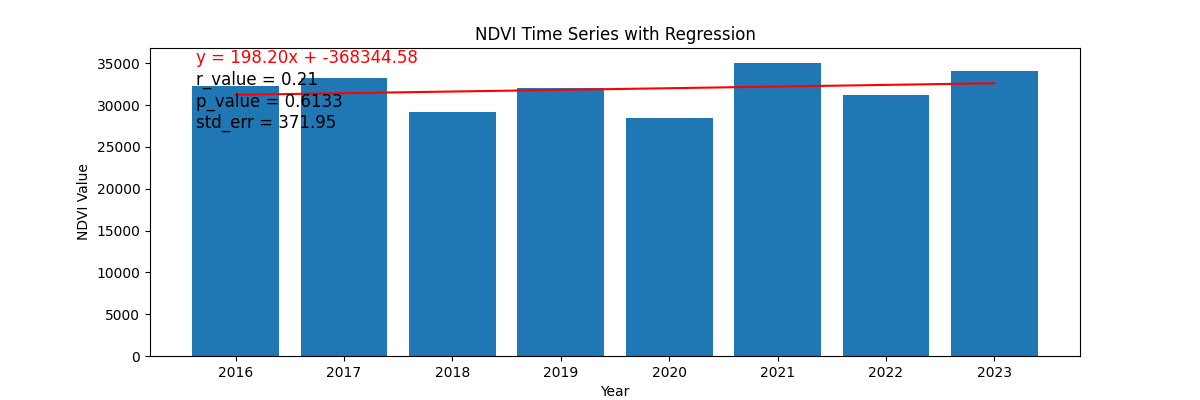 NDVI Time Series with Regression
y = 198.20x + -368344.58
r_value = 0.21
p_value = 0.6133
std_err = 371.95
NDVI Value
35000
30000
25000
20000
15000
10000
5000
0
2016 2017 2018 2019 2020 2021 2022 2023
Year